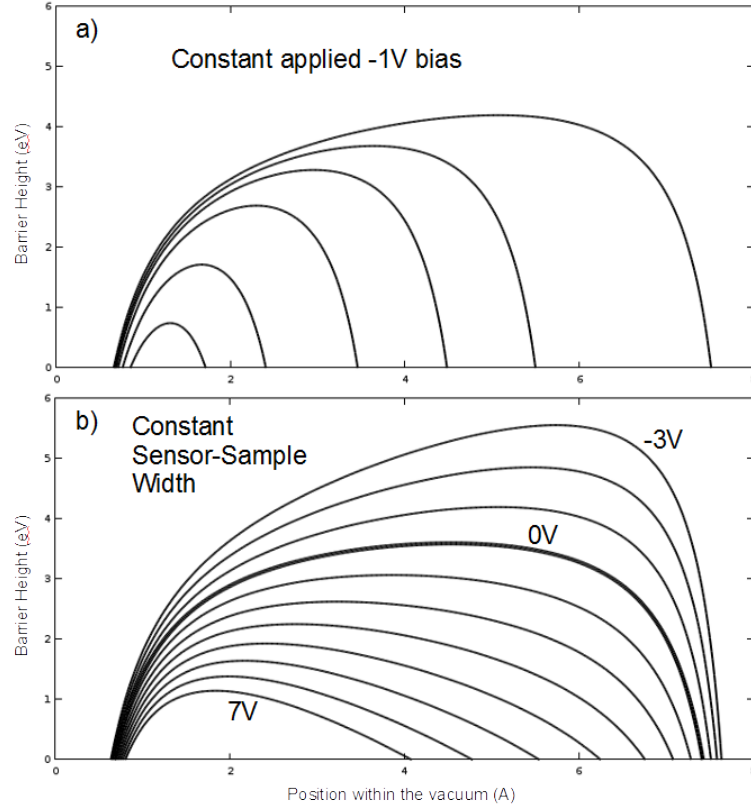 a)
Constant applied -1V bias
Barrier Height (eV)
6
5
4
3
2
1
0
0
2
4
6
b)
Constant
Sensor-Sample
Width
-3V
0V
7V
Barrier Height (eV)
6
5
4
3
2
1
0
0
2
4
6
Position within the vacuum (A)